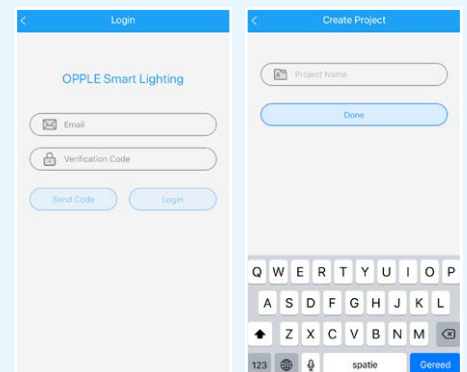 Login
OPPLE Smart Lighting
Email
Verification Code
Send Code
Login
Create Project
Project Name
Done
Q W E R T Y U I O P
A S D F G H J K L
Z X C V B N M
123 spatie Gereed